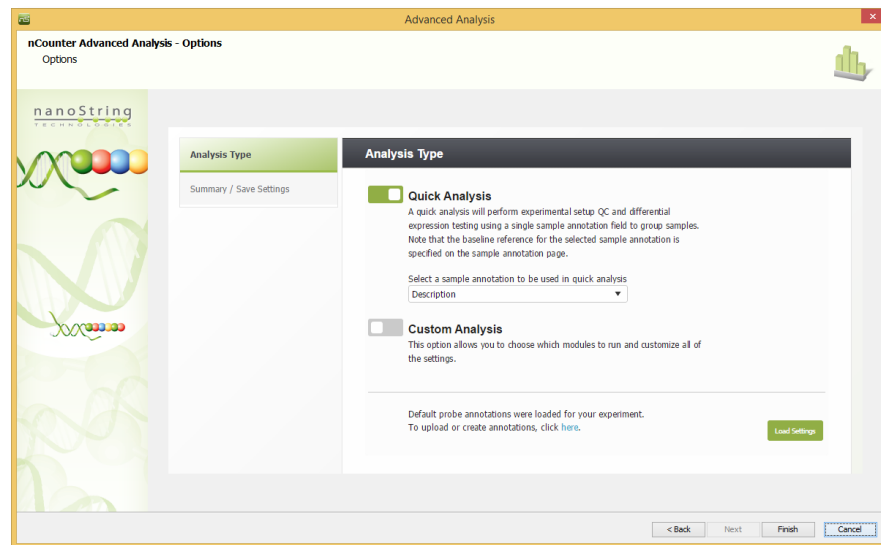 ns
Advanced Analysis
nCounter Advanced Analysis - Options
Options
nanoString
TECHNOLOGIES
Analysis Type
Summary / Save Settings
Analysis Type
Quick Analysis
A quick analysis will perform experimental setup QC and differential
expression testing using a single sample annotation field to group samples.
Note that the baseline reference for the selected sample annotation is
specified on the sample annotation page.
Select a sample annotation to be used in quick analysis
Description
Custom Analysis
This option allows you to choose which modules to run and customize all of
the settings.
Default probe annotations were loaded for your experiment.
To upload or create annotations, click here.
Load Settings
< Back
Next
Finish
Cancel